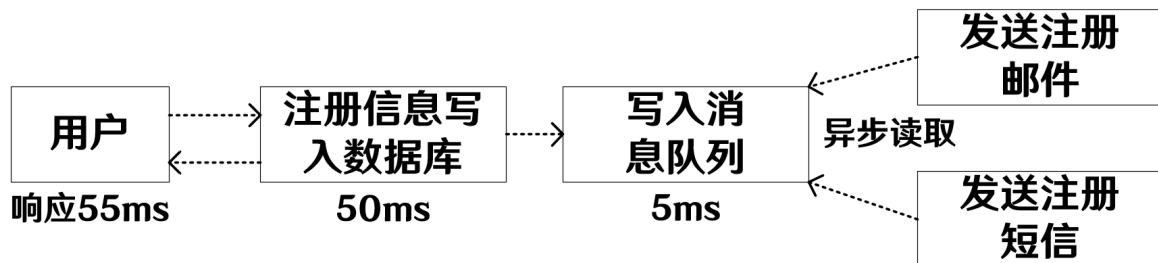 用户
响应55ms
注册信息写
入数据库
50ms
写入消
息队列
5ms
发送注册
邮件
异步读取
发送注册
短信